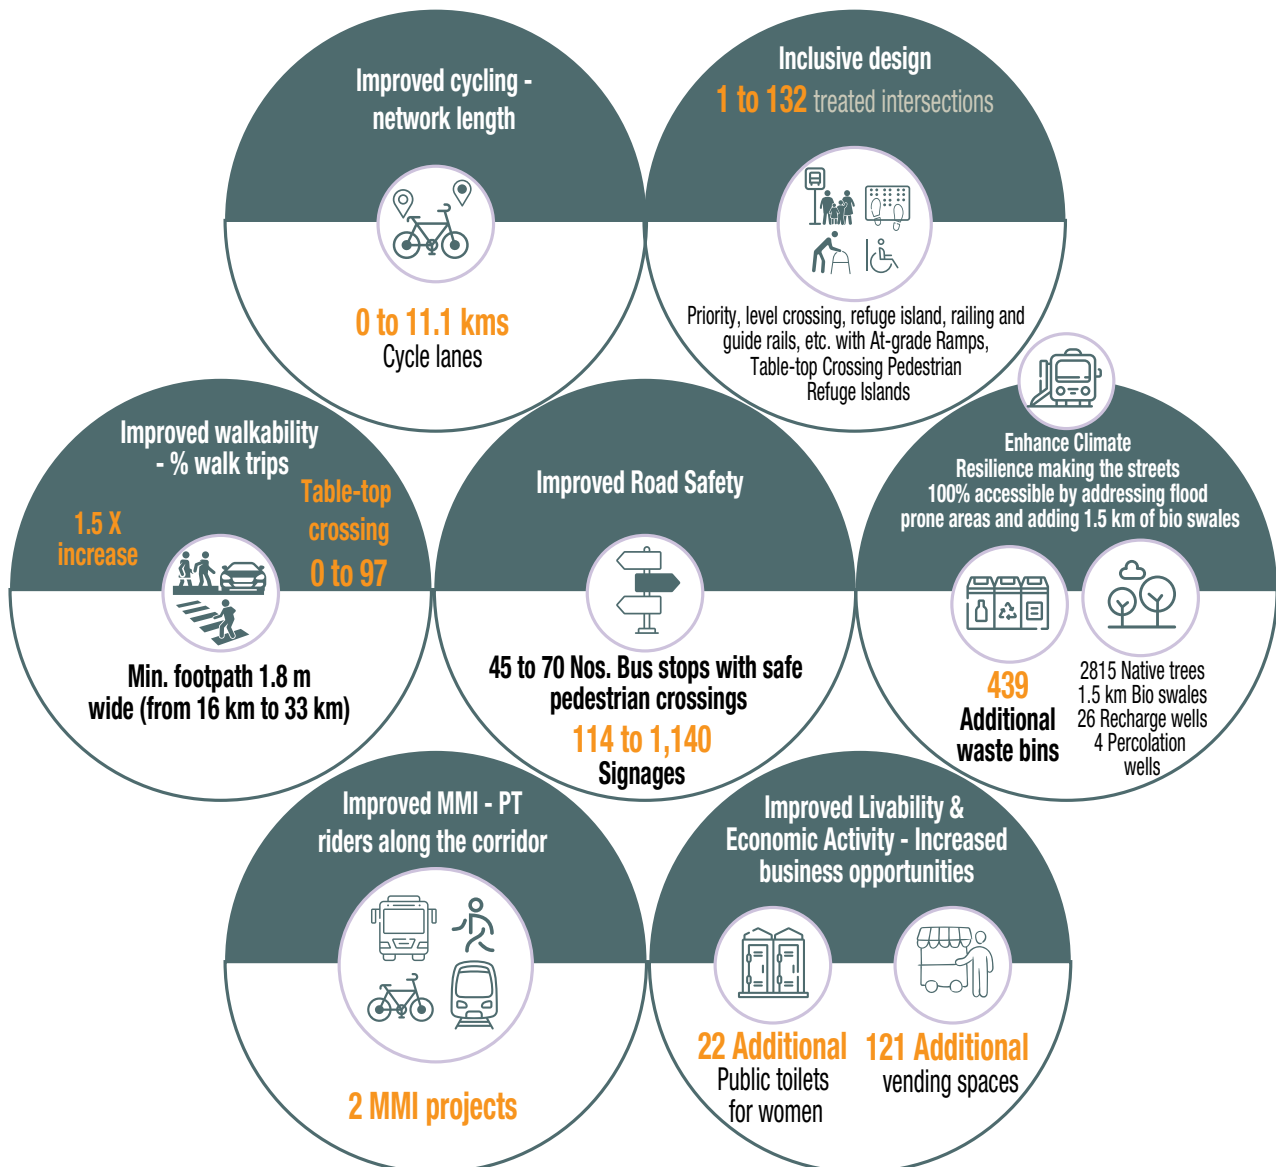 Improved cycling -
network length
0 to 11.1 kms
Cycle lanes
Inclusive design
1 to 132 treated intersections
Priority, level crossing, refuge island, railing and
guide rails, etc. with At-grade Ramps,
Table-top Crossing Pedestrian
Refuge Islands
Improved walkability
- % walk trips
1.5 X
increase
Table-top
crossing
0 to 97
Min. footpath 1.8 m
wide (from 16 km to 33 km)
Improved Road Safety
45 to 70 Nos. Bus stops with safe
pedestrian crossings
114 to 1,140
Signages
Enhance Climate
Resilience making the streets
100% accessible by addressing flood
prone areas and adding 1.5 km of bio swales
439
Additional
waste bins
2815 Native trees
1.5 km Bio swales
26 Recharge wells
4 Percolation
wells
Improved MMI - PT
riders along the corridor
2 MMI projects
Improved Livability &
Economic Activity - Increased
business opportunities
22 Additional
Public toilets
for women
121 Additional
vending spaces